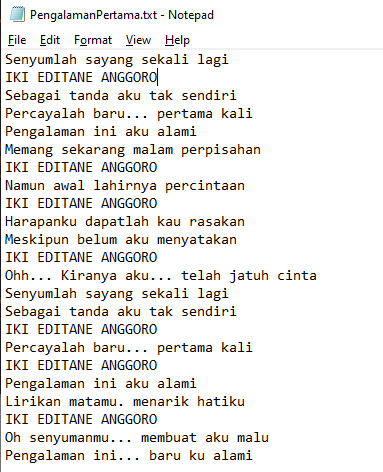 PengalamanPertama.txt - Notepad
File Edit Format View Help
Senyumlah sayang sekali lagi
IKI EDITANE ANGGORO
Sebagai tanda aku tak sendiri
Percayalah baru... pertama kali
Pengalaman ini aku alami
Memang sekarang malam perpisahan
IKI EDITANE ANGGORO
Namun awal lahirnya percintaan
IKI EDITANE ANGGORO
Harapanku dapatlah kau rasakan
Meskipun belum aku menyatakan
IKI EDITANE ANGGORO
Ohh... Kiranya aku... telah jatuh cinta
Senyumlah sayang sekali lagi
Sebagai tanda aku tak sendiri
IKI EDITANE ANGGORO
Percayalah baru... pertama kali
IKI EDITANE ANGGORO
Pengalaman ini aku alami
Lirikan matamu. menarik hatiku
IKI EDITANE ANGGORO
Oh senyumanmu... membuat aku malu
Pengalaman ini... baru ku alami